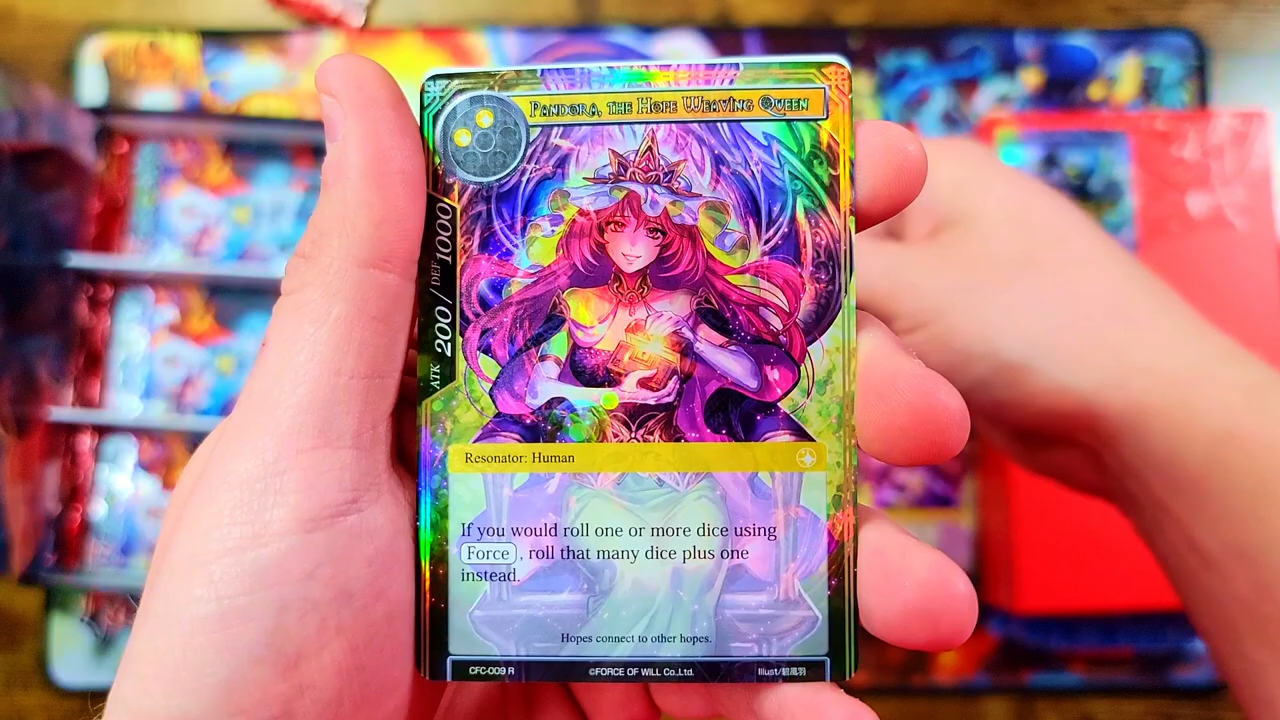 PANDORA, THE HOPE WEAVING QUEEN
ATK 200 / DEF 1000
Resonator: Human
If you would roll one or more dice using
Force , roll that many dice plus one
instead.
Hopes connect to other hopes.
CFC-009 R ©FORCE OF WILL Co.,Ltd. Illust/碧風羽